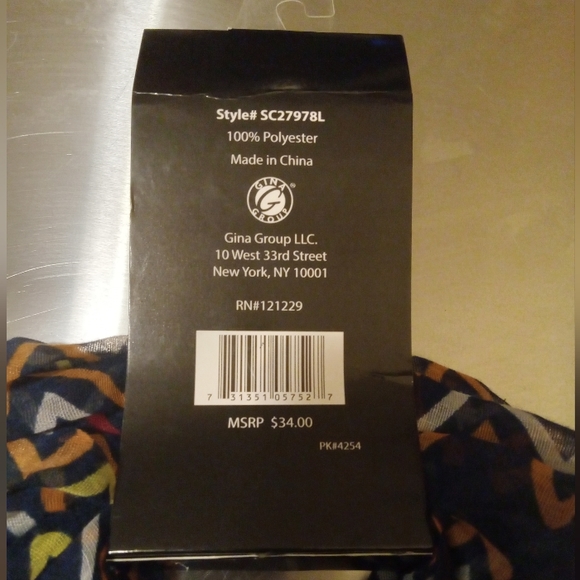 Style# SC27978L
100% Polyester
Made in China
GINA
G
GROUP
®
Gina Group LLC.
10 West 33rd Street
New York, NY 10001
RN#121229
7 31351 05752 7
MSRP $34.00
PK#4254